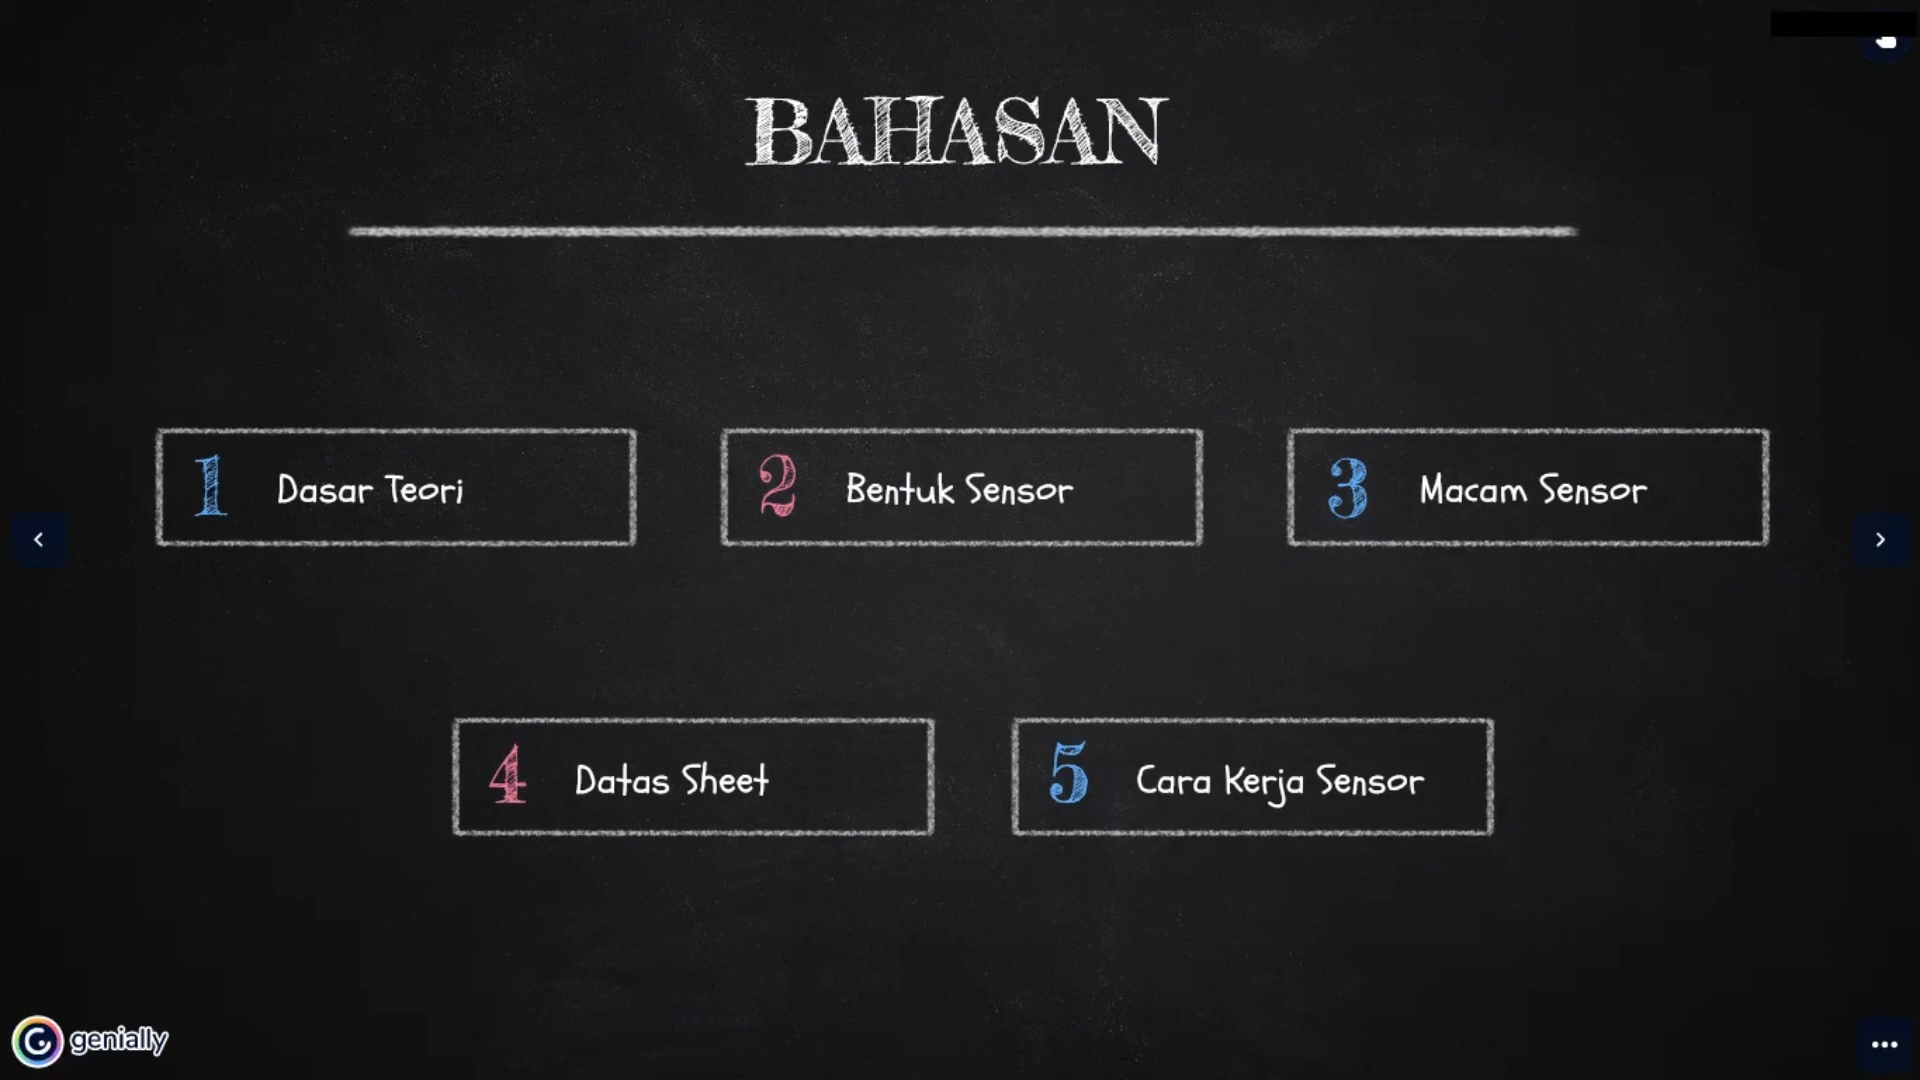 BAHASAN
1 Dasar Teori
2 Bentuk Sensor
3 Macam Sensor
4 Datas Sheet
5 Cara Kerja Sensor
genially